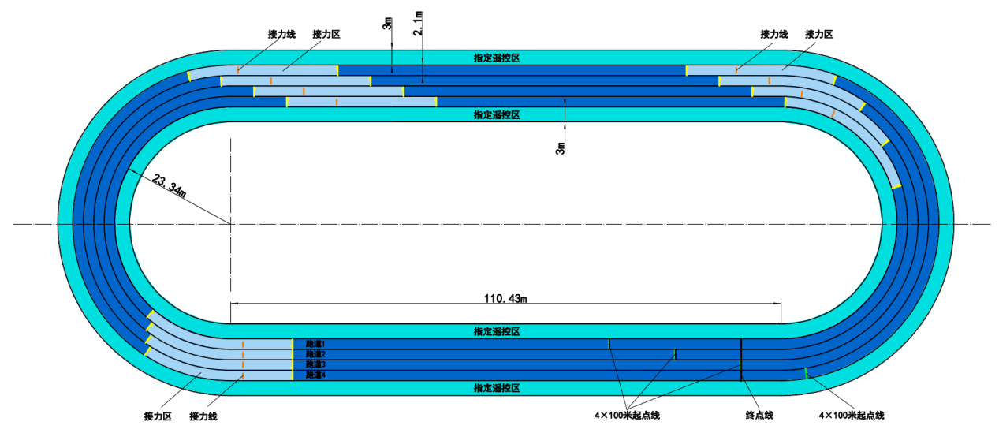 3m
2.1m
接力线
接力区
接力线
接力区
指定遥控区
指定遥控区
3m
23.34m
110.43m
指定遥控区
跑道1
跑道2
跑道3
跑道4
指定遥控区
接力区
接力线
4×100米起点线
终点线
4×100米起点线